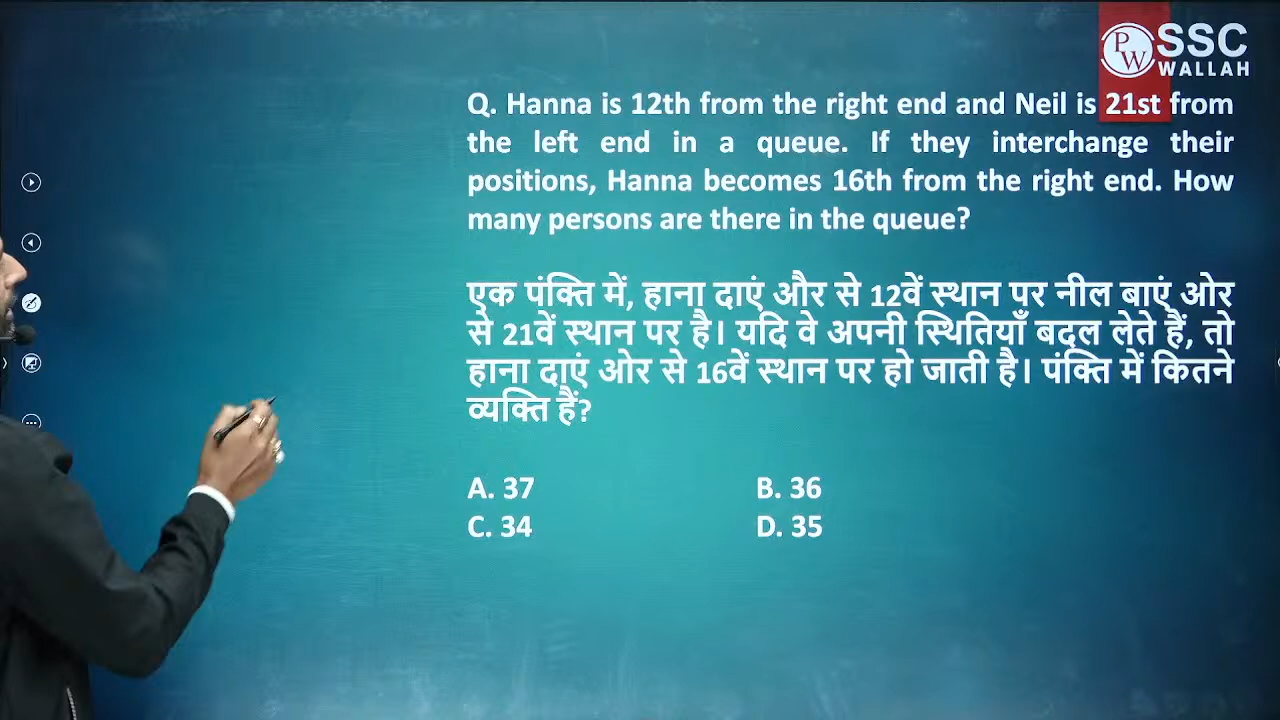 PW SSC
WALLAH
Q. Hanna is 12th from the right end and Neil is 21st from
the left end in a queue. If they interchange their
positions, Hanna becomes 16th from the right end. How
many persons are there in the queue?
एक पंक्ति में, हाना दाएं और से 12वें स्थान पर नील बाएं ओर
से 21वें स्थान पर है। यदि वे अपनी स्थितियाँ बदल लेते हैं, तो
हाना दाएं ओर से 16वें स्थान पर हो जाती है। पंक्ति में कितने
व्यक्ति हैं?
A. 37 B. 36
C. 34 D. 35